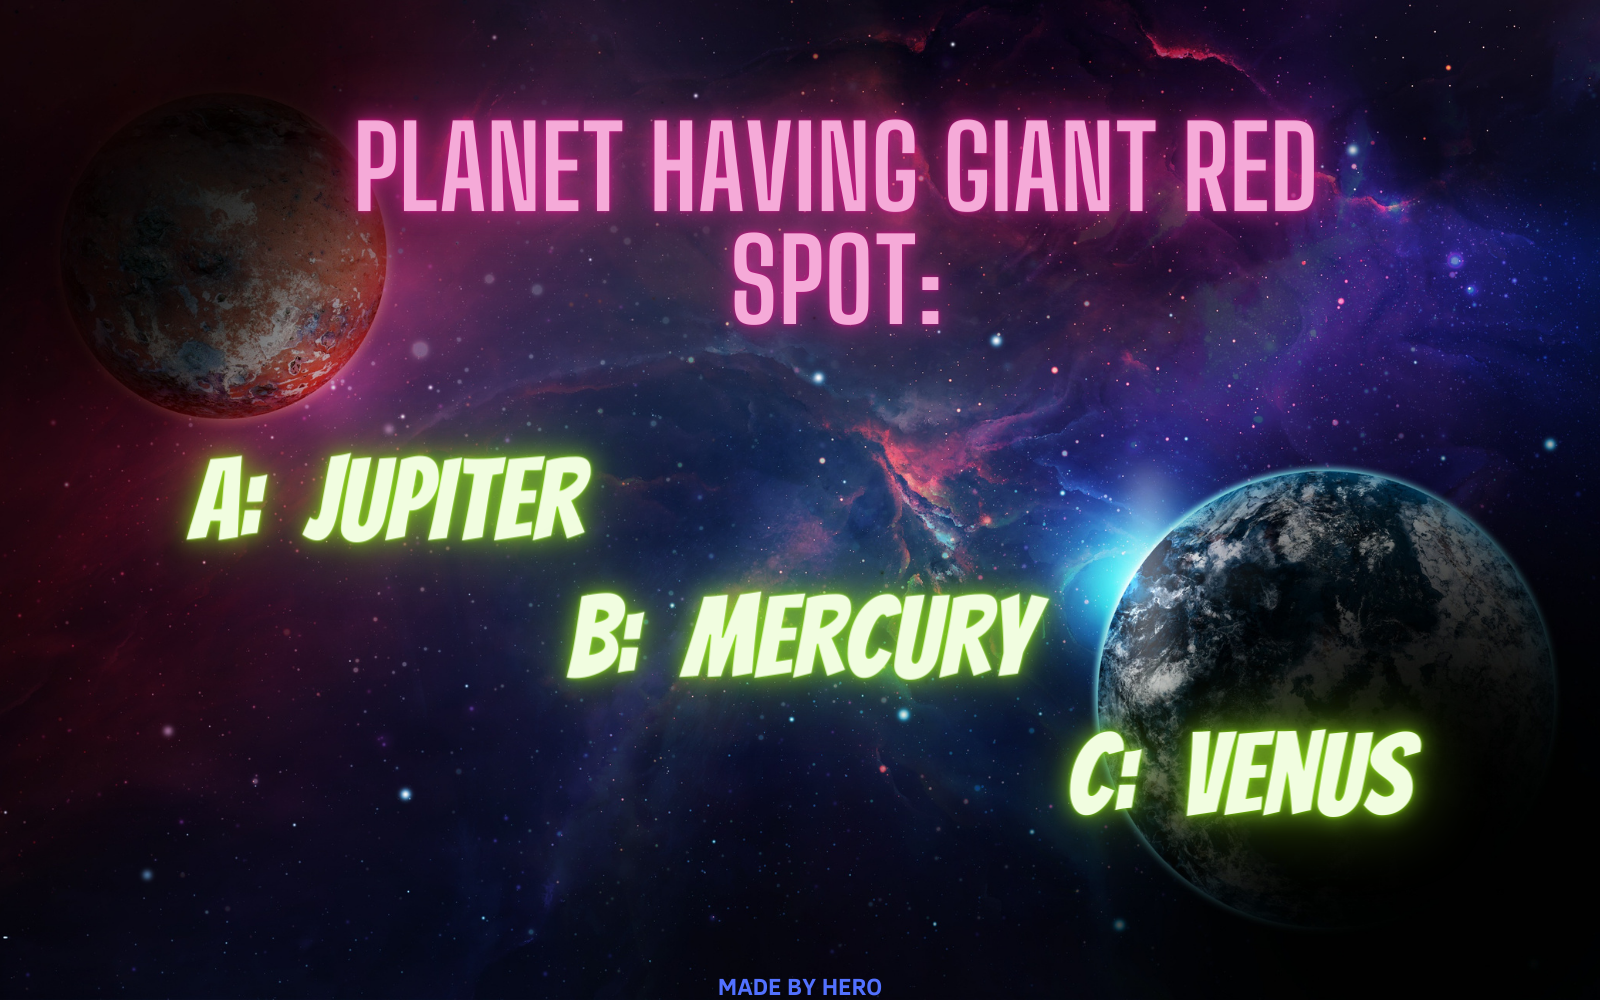 PLANET HAVING GIANT RED
SPOT:
A: JUPITER
B: MERCURY
C: VENUS
MADE BY HERO